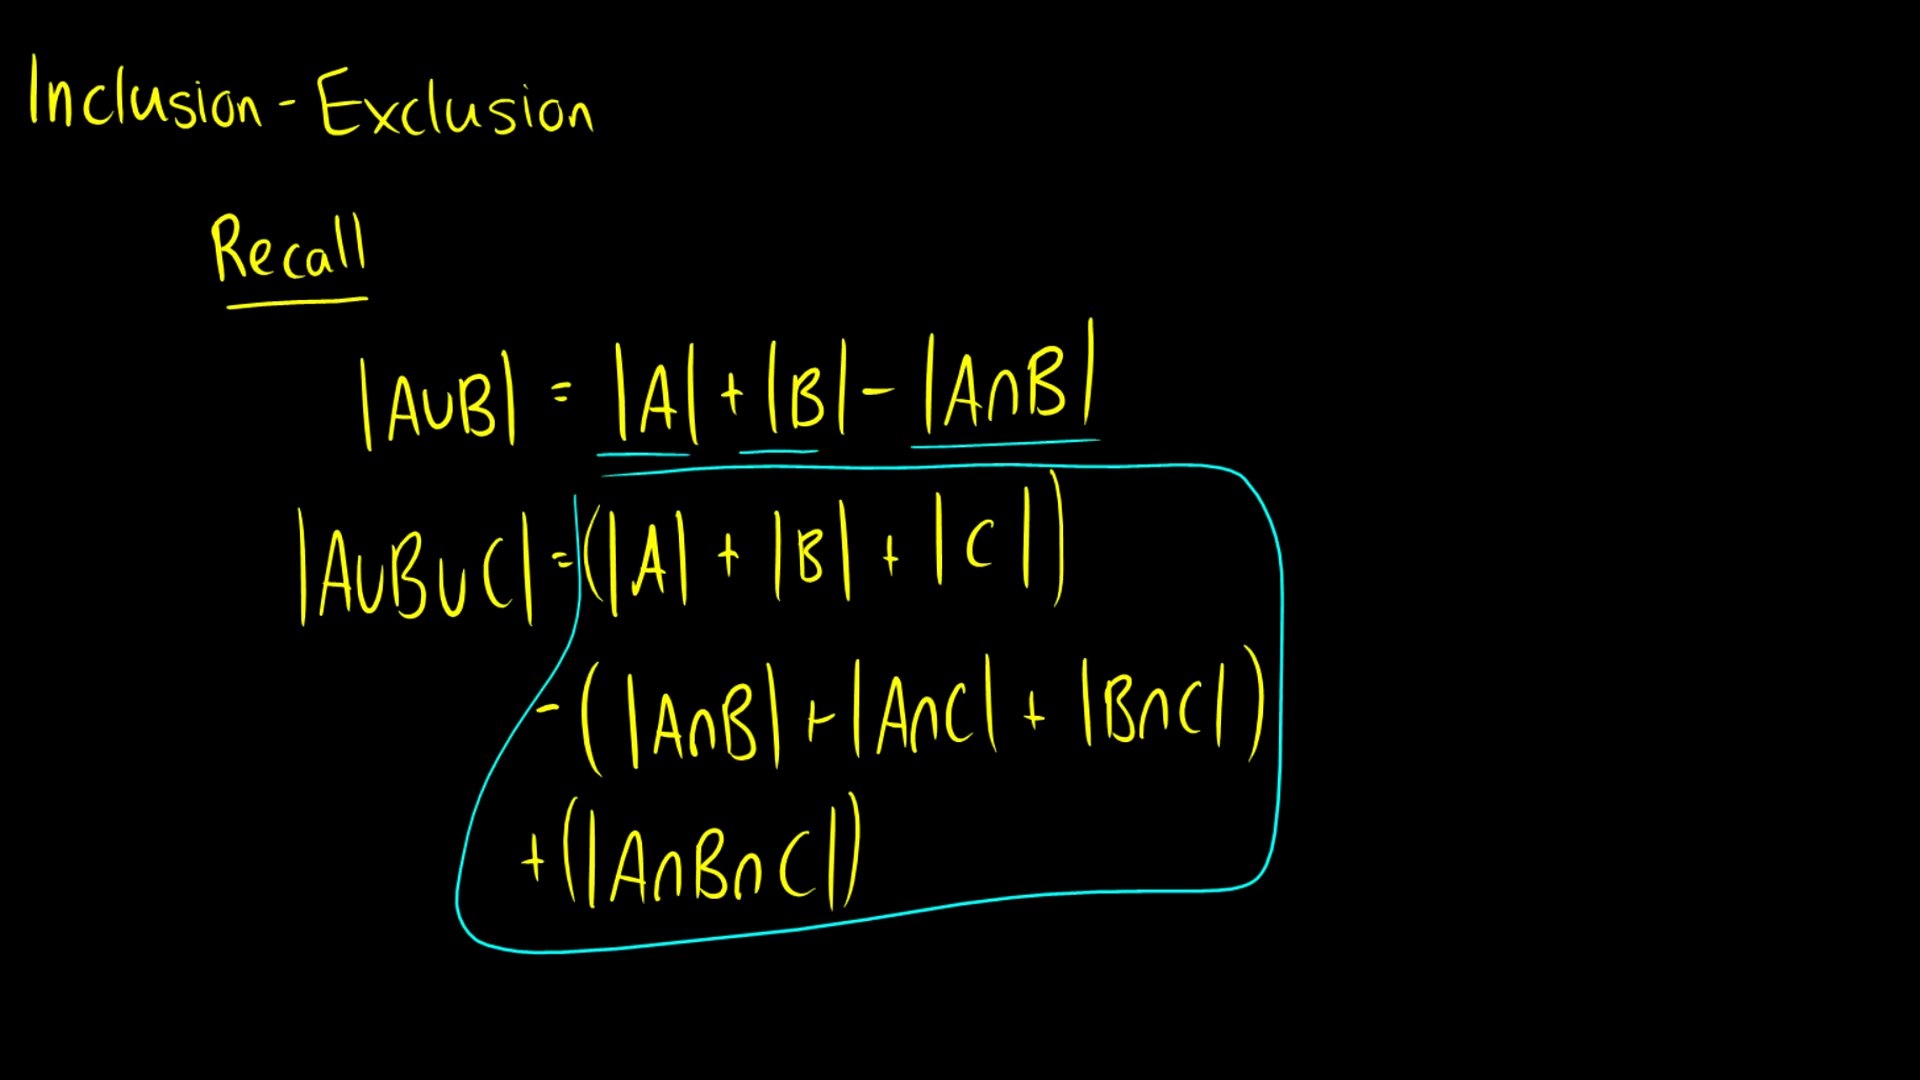 Inclusion - Exclusion
Recall
|A∪B| = |A| + |B| - |A∩B|
|A∪B∪C| = (|A| + |B| + |C|)
- (|A∩B| + |A∩C| + |B∩C|)
+ (|A∩B∩C|)